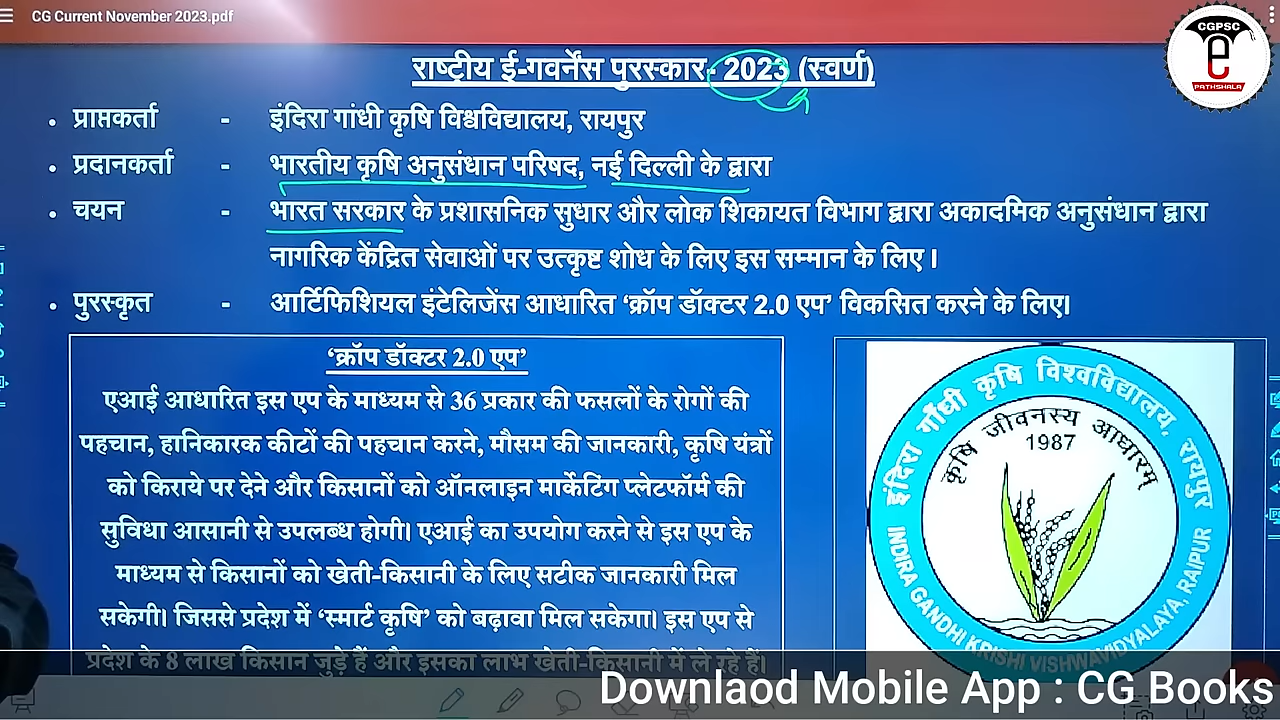 CG Current November 2023.pdf
CGPSC
e
PATHSHALA
राष्ट्रीय ई-गवर्नेंस पुरस्कार- 2023 (स्वर्ण)
• प्राप्तकर्ता - इंदिरा गांधी कृषि विश्वविद्यालय, रायपुर
• प्रदानकर्ता - भारतीय कृषि अनुसंधान परिषद, नई दिल्ली के द्वारा
• चयन - भारत सरकार के प्रशासनिक सुधार और लोक शिकायत विभाग द्वारा अकादमिक अनुसंधान द्वारा
नागरिक केंद्रित सेवाओं पर उत्कृष्ट शोध के लिए इस सम्मान के लिए ।
• पुरस्कृत - आर्टिफिशियल इंटेलिजेंस आधारित ‘क्रॉप डॉक्टर 2.0 एप’ विकसित करने के लिए।
‘क्रॉप डॉक्टर 2.0 एप’
एआई आधारित इस एप के माध्यम से 36 प्रकार की फसलों के रोगों की
पहचान, हानिकारक कीटों की पहचान करने, मौसम की जानकारी, कृषि यंत्रों
को किराये पर देने और किसानों को ऑनलाइन मार्केटिंग प्लेटफॉर्म की
सुविधा आसानी से उपलब्ध होगी। एआई का उपयोग करने से इस एप के
माध्यम से किसानों को खेती-किसानी के लिए सटीक जानकारी मिल
सकेगी। जिससे प्रदेश में ‘स्मार्ट कृषि’ को बढ़ावा मिल सकेगा। इस एप से
प्रदेश के 8 लाख किसान जुड़े हैं और इसका लाभ खेती-किसानी में ले रहे हैं।
इंदिरा गाँधी कृषि विश्वविद्यालय, रायपुर
कृषि जीवनस्य आधारम्
1987
INDIRA GANDHI KRISHI VISHWAVIDYALAYA, RAIPUR
Downlaod Mobile App : CG Books